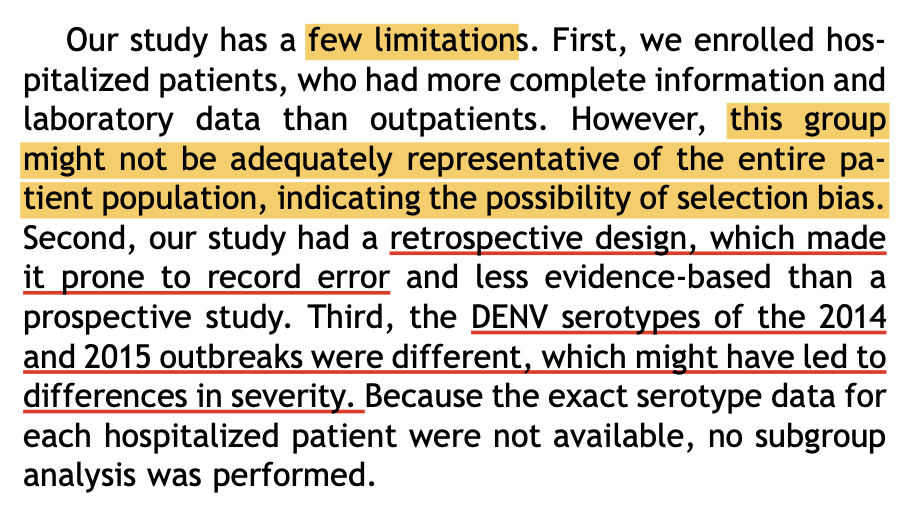 Our study has a few limitations. First, we enrolled hos-
pitalized patients, who had more complete information and
laboratory data than outpatients. However, this group
might not be adequately representative of the entire pa-
tient population, indicating the possibility of selection bias.
Second, our study had a retrospective design, which made
it prone to record error and less evidence-based than a
prospective study. Third, the DENV serotypes of the 2014
and 2015 outbreaks were different, which might have led to
differences in severity. Because the exact serotype data for
each hospitalized patient were not available, no subgroup
analysis was performed.